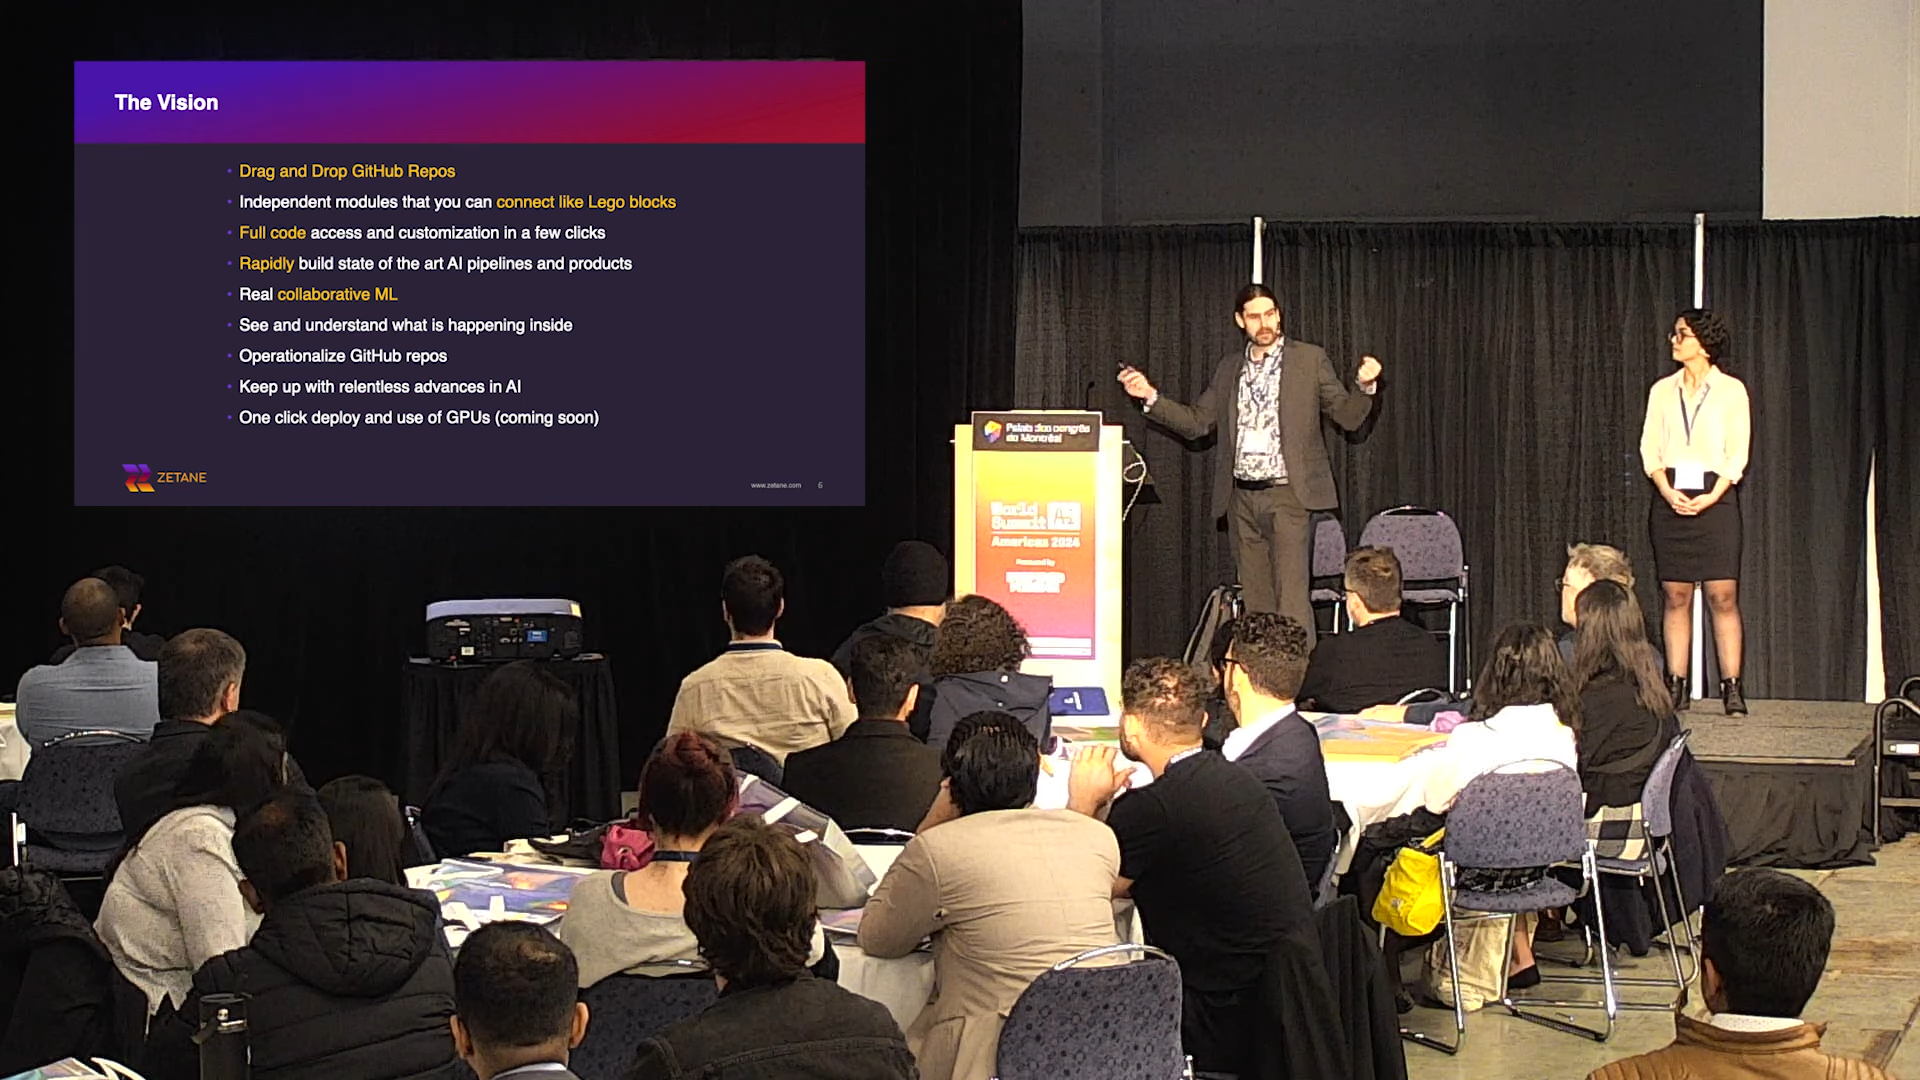 The Vision
• Drag and Drop GitHub Repos
• Independent modules that you can connect like Lego blocks
• Full code access and customization in a few clicks
• Rapidly build state of the art AI pipelines and products
• Real collaborative ML
• See and understand what is happening inside
• Operationalize GitHub repos
• Keep up with relentless advances in AI
• One click deploy and use of GPUs (coming soon)
ZETANE
www.zetane.com
6
Palais des congrès
de Montréal
World
Summit AI
Americas 2024